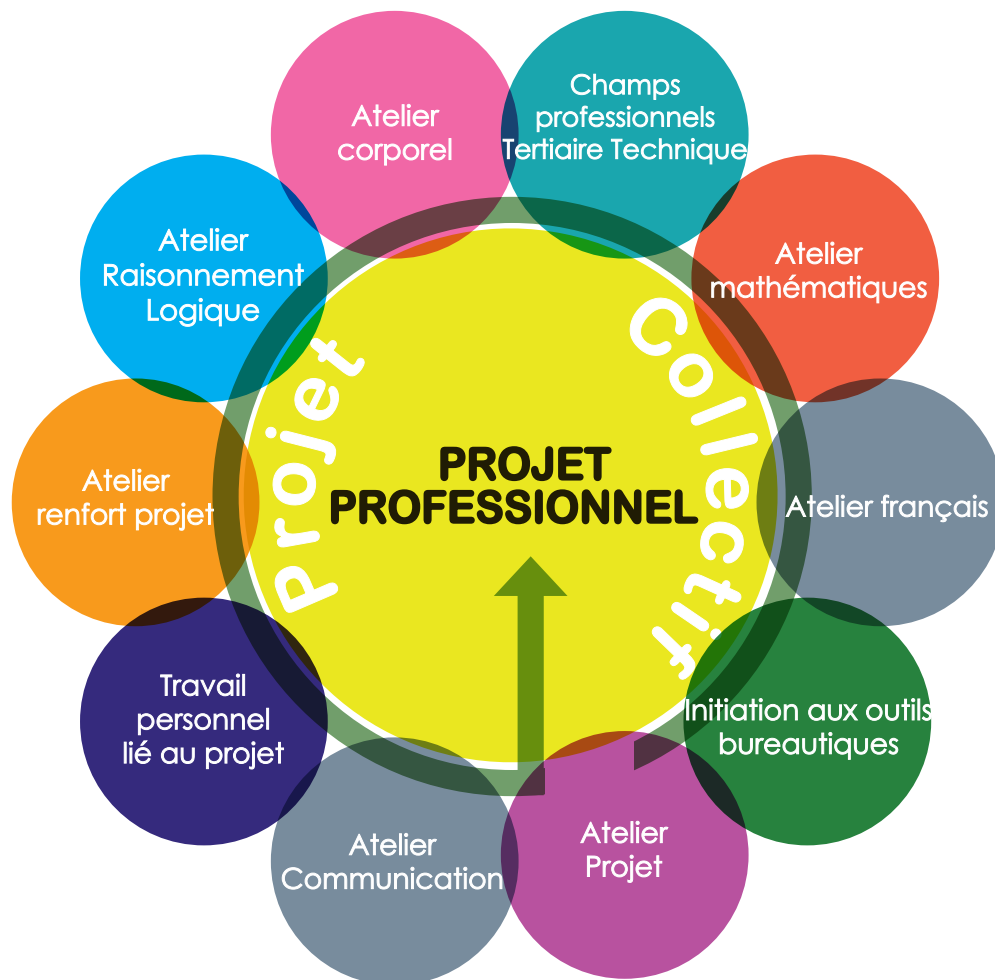 Atelier
corporel
Champs
professionnels
Tertiaire Technique
Atelier
mathématiques
Atelier français
Initiation aux outils
bureautiques
Atelier
Projet
Atelier
Communication
Travail
personnel
lié au projet
Atelier
renfort projet
Atelier
Raisonnement
Logique
Projet
Collectif
PROJET
PROFESSIONNEL